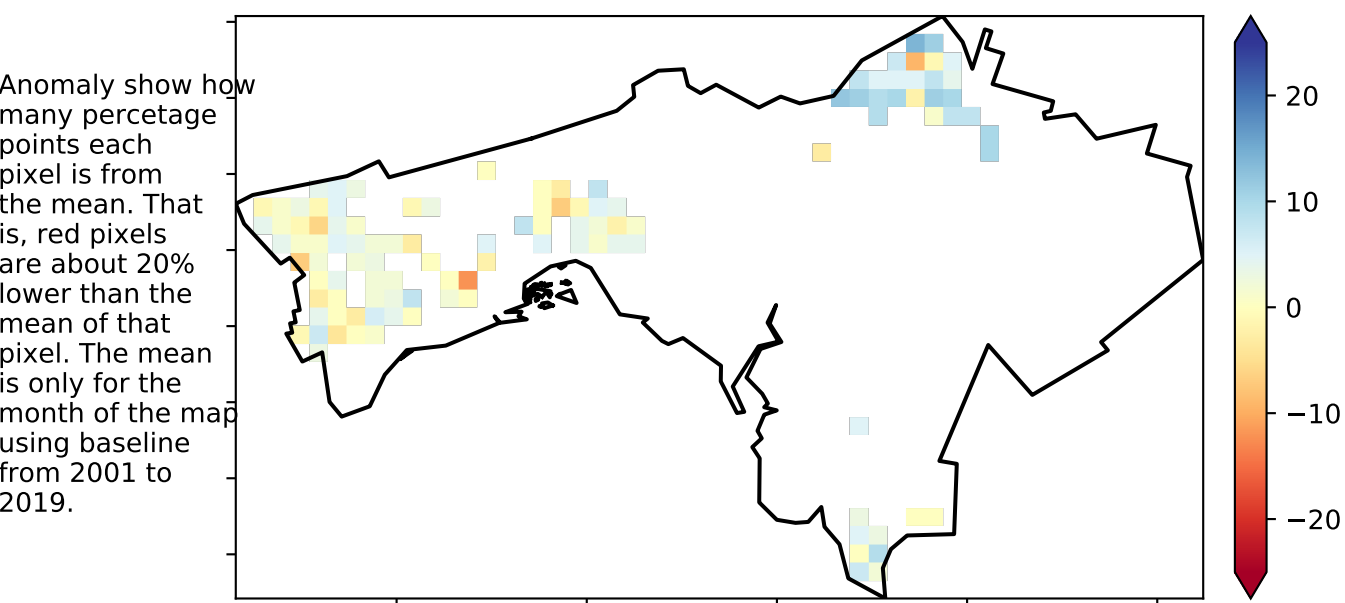 Anomaly show how
many percetage
points each
pixel is from
the mean. That
is, red pixels
are about 20%
lower than the
mean of that
pixel. The mean
is only for the
month of the map
using baseline
from 2001 to
2019.
20
10
0
−10
−20